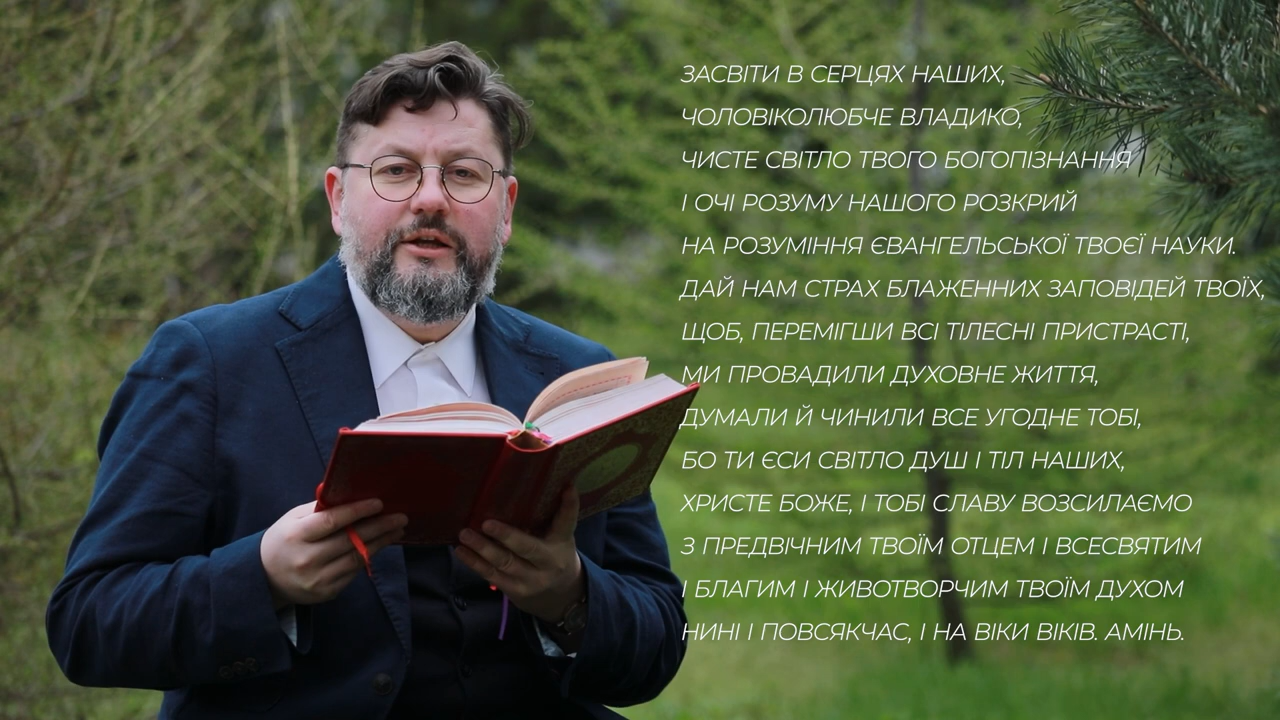 ЗАСВІТИ В СЕРЦЯХ НАШИХ,
ЧОЛОВІКОЛЮБЧЕ ВЛАДИКО,
ЧИСТЕ СВІТЛО ТВОГО БОГОПІЗНАННЯ
І ОЧІ РОЗУМУ НАШОГО РОЗКРИЙ
НА РОЗУМІННЯ ЄВАНГЕЛЬСЬКОЇ ТВОЄЇ НАУКИ.
ДАЙ НАМ СТРАХ БЛАЖЕННИХ ЗАПОВІДЕЙ ТВОЇХ,
ЩОБ, ПЕРЕМІГШИ ВСІ ТІЛЕСНІ ПРИСТРАСТІ,
МИ ПРОВАДИЛИ ДУХОВНЕ ЖИТТЯ,
ДУМАЛИ Й ЧИНИЛИ ВСЕ УГОДНЕ ТОБІ,
БО ТИ ЄСИ СВІТЛО ДУШ І ТІЛ НАШИХ,
ХРИСТЕ БОЖЕ, І ТОБІ СЛАВУ ВОЗСИЛАЄМО
З ПРЕДВІЧНИМ ТВОЇМ ОТЦЕМ І ВСЕСВЯТИМ
І БЛАГИМ І ЖИВОТВОРЧИМ ТВОЇМ ДУХОМ
НИНІ І ПОВСЯКЧАС, І НА ВІКИ ВІКІВ. АМІНЬ.